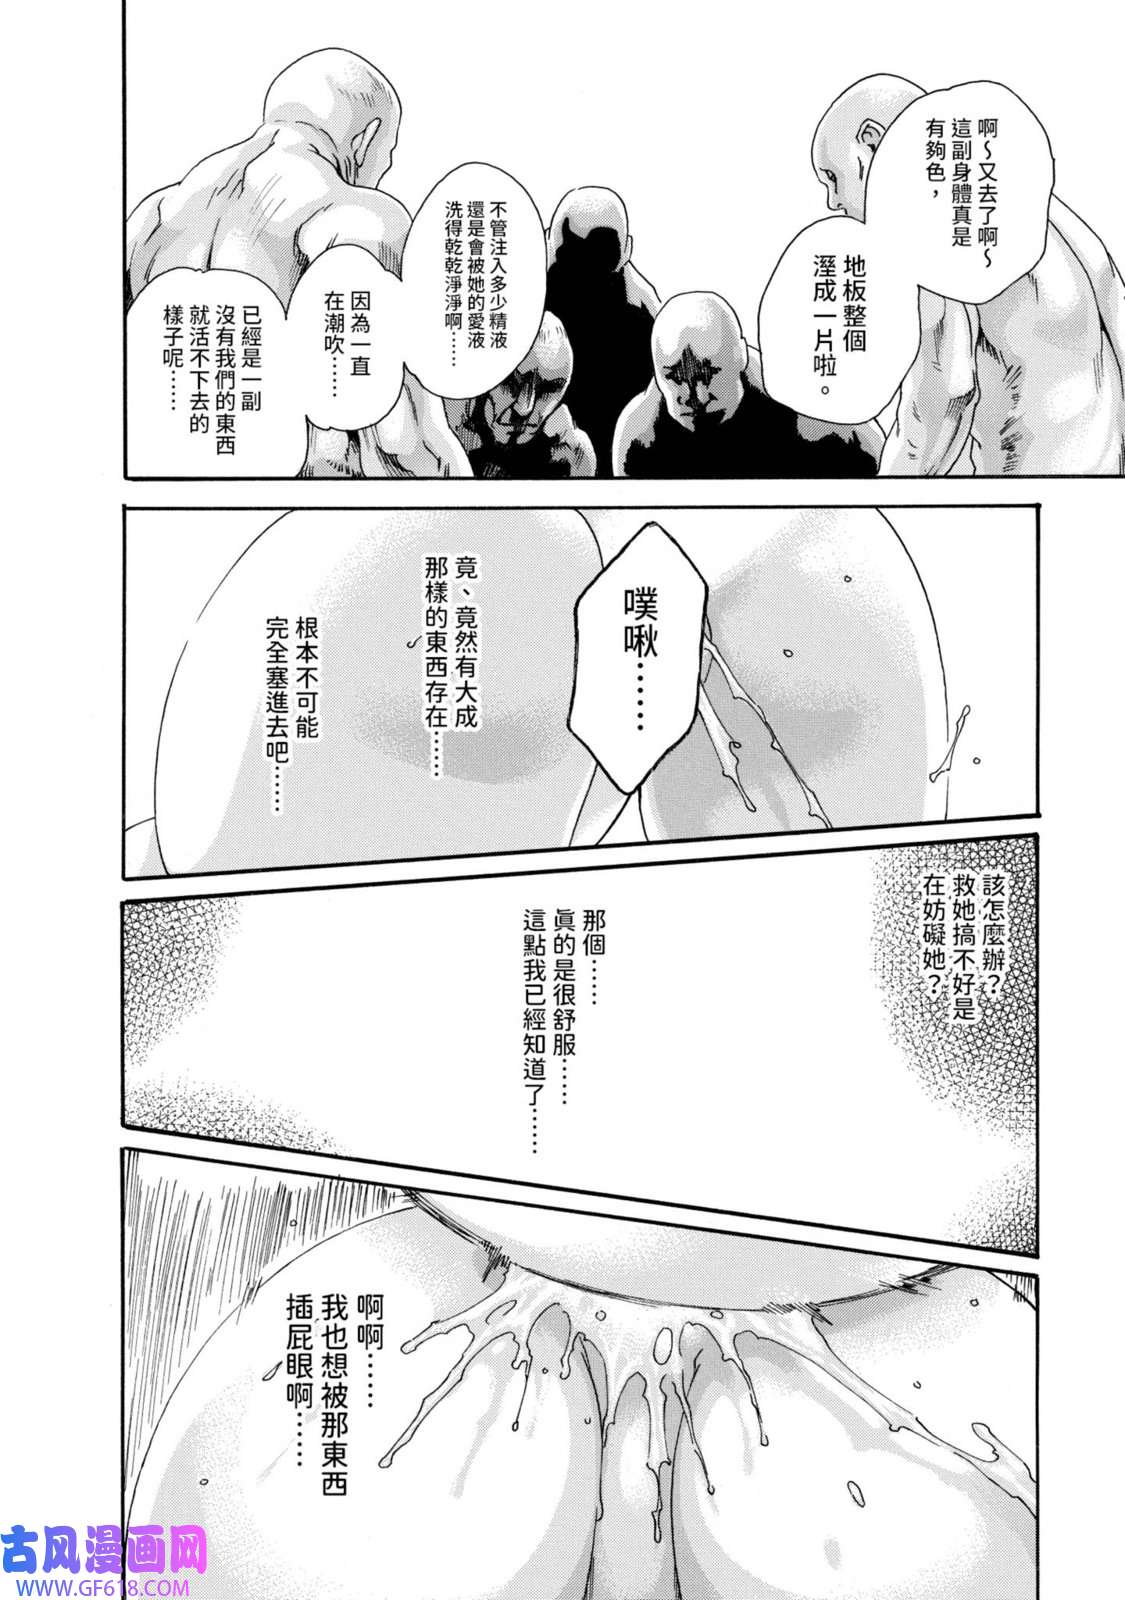 啊～又去了啊～
這副身體真是
有夠色，
地板整個
溼成一片啦。
不管注入多少精液
還是會被她的愛液
洗得乾乾淨淨啊……
因為一直
在潮吹……
已經是一副
沒有我們的東西
就活不下去的
樣子呢……
噗啾……
竟、竟然有大成
那樣的東西存在……
根本不可能
完全塞進去吧……
該怎麼辦？
救她搞不好是
在妨礙她？
那個……
真的是很舒服……
這點我已經知道了……
啊啊……
我也想被那東西
插屁眼啊……
古风漫画网
WWW.GF618.COM